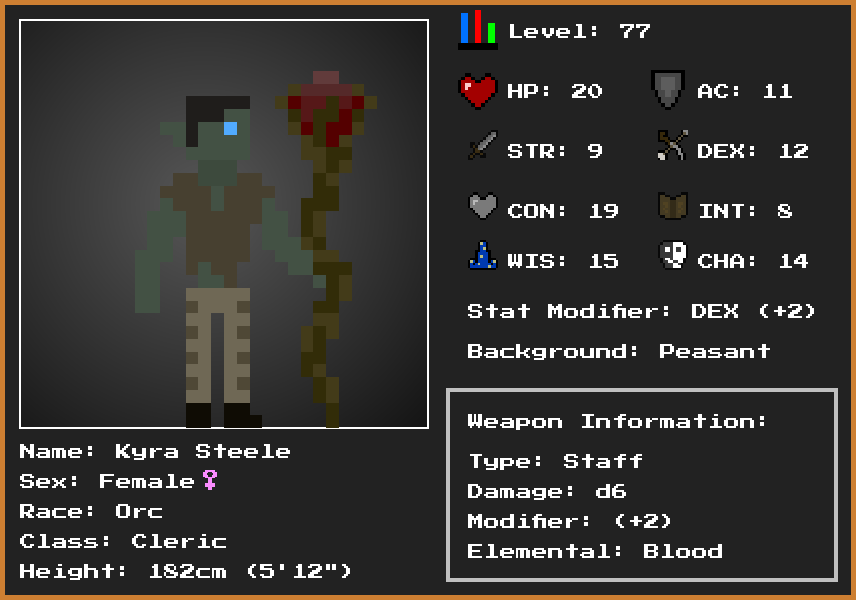 Level: 77
HP: 20 AC: 11
STR: 9 DEX: 12
CON: 19 INT: 8
WIS: 15 CHA: 14
Stat Modifier: DEX (+2)
Background: Peasant
Weapon Information:
Type: Staff
Damage: d6
Modifier: (+2)
Elemental: Blood
Name: Kyra Steele
Sex: Female♀
Race: Orc
Class: Cleric
Height: 182cm (5'12")